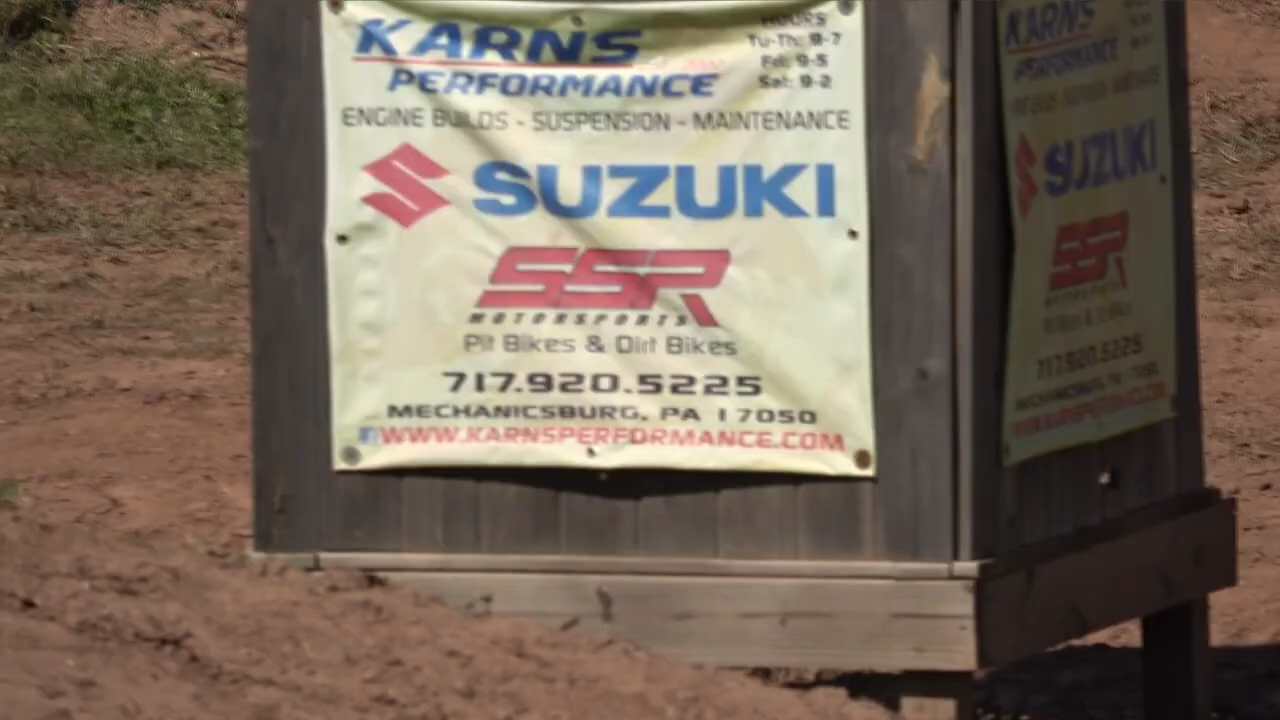 KARNS
PERFORMANCE
HOURS
Tu-Th: 9-7
Fri: 9-5
Sat: 9-2
ENGINE BUILDS - SUSPENSION - MAINTENANCE
SUZUKI
SSR
MOTORSPORTS
Pit Bikes & Dirt Bikes
717.920.5225
MECHANICSBURG, PA 17050
WWW.KARNSPERFORMANCE.COM
KARNS
PERFORMANCE
SUZUKI
SSR
717.920.5225